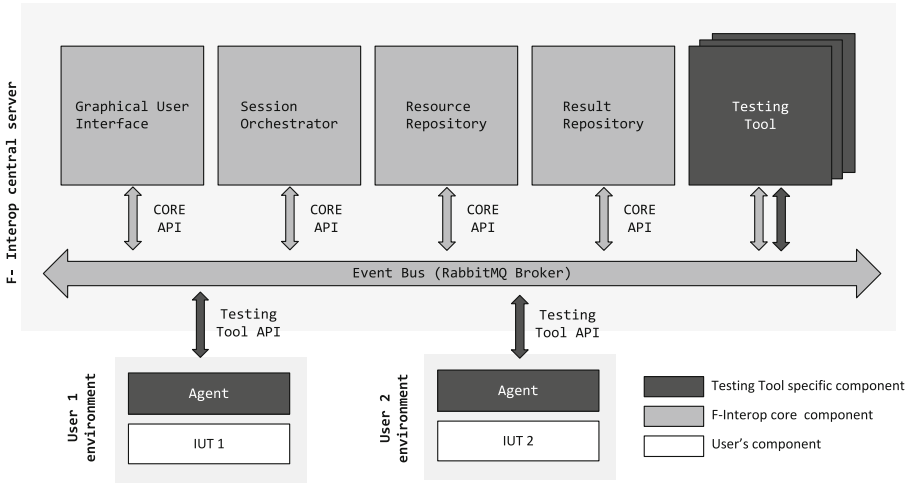 F- Interop central server
Graphical User
Interface
Session
Orchestrator
Resource
Repository
Result
Repository
Testing
Tool
CORE
API
CORE
API
CORE
API
CORE
API
Event Bus (RabbitMQ Broker)
Testing
Tool API
Testing
Tool API
User 1
environment
Agent
IUT 1
User 2
environment
Agent
IUT 2
Testing Tool specific component
F-Interop core component
User's component